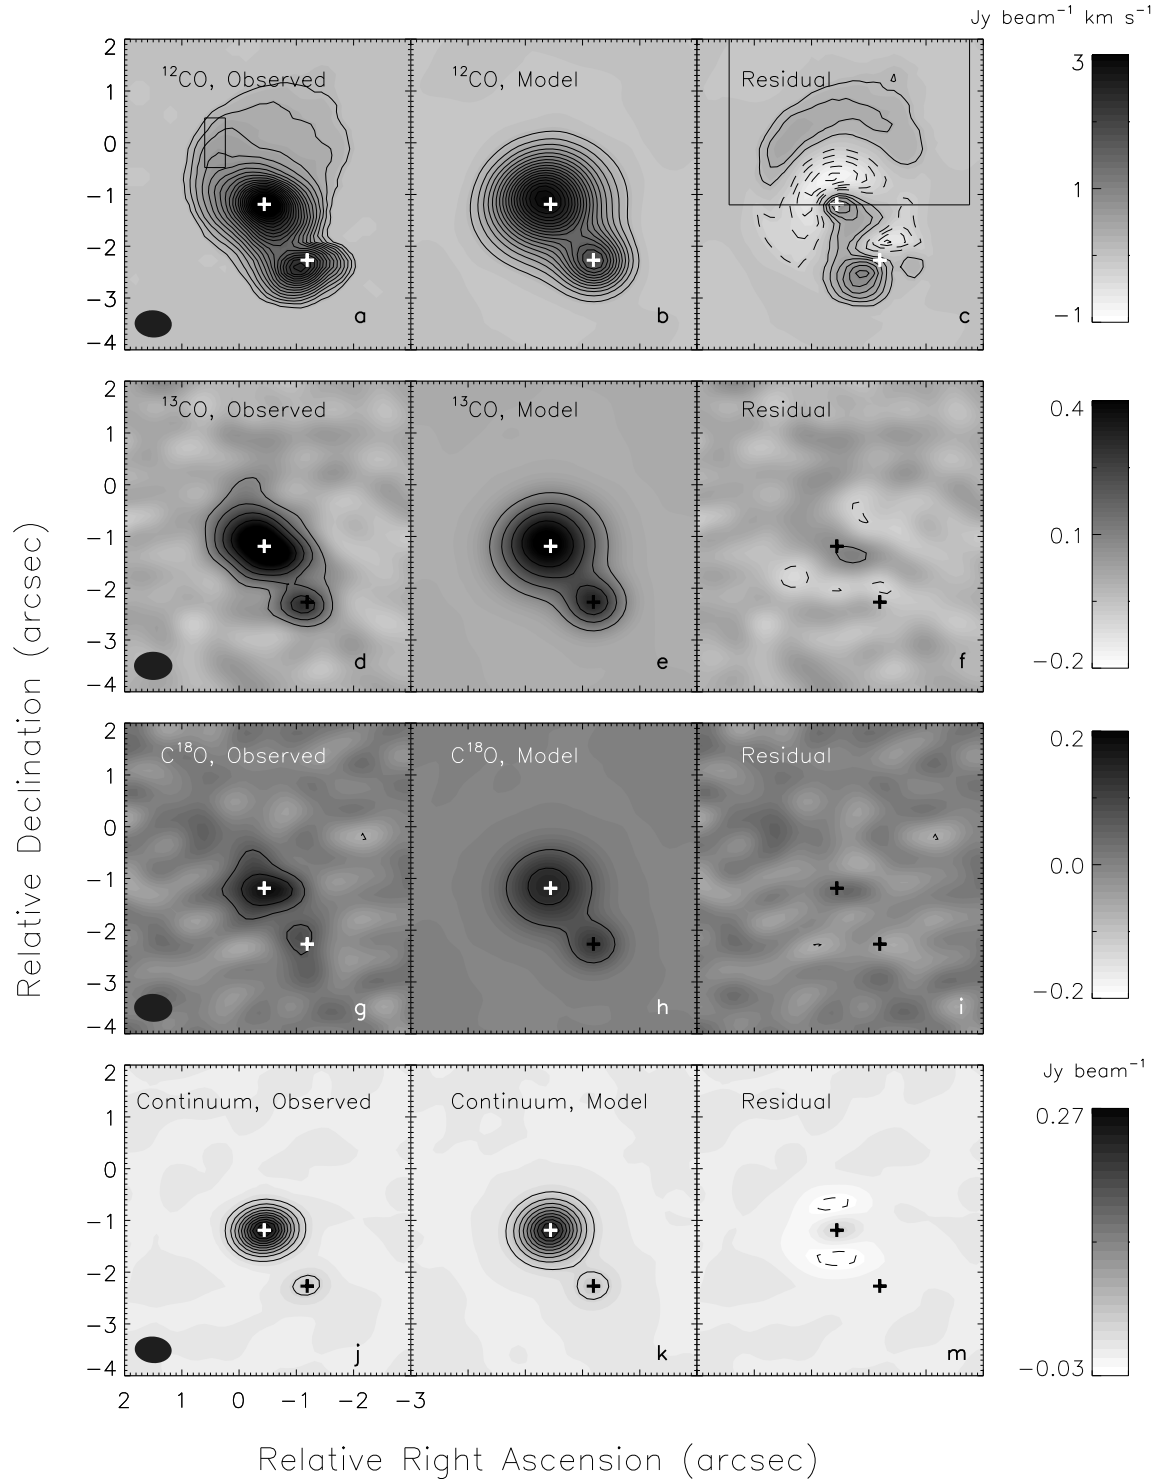 Jy beam⁻¹ km s⁻¹
¹²CO, Observed
¹²CO, Model
Residual
2
1
0
−1
−2
−3
−4
a
b
c
3
1
−1
¹³CO, Observed
¹³CO, Model
Residual
2
1
0
−1
−2
−3
−4
d
e
f
0.4
0.1
−0.2
C¹⁸O, Observed
C¹⁸O, Model
Residual
2
1
0
−1
−2
−3
−4
g
h
i
0.2
0.0
−0.2
Jy beam⁻¹
Continuum, Observed
Continuum, Model
Residual
2
1
0
−1
−2
−3
−4
j
k
m
0.27
−0.03
2 1 0 −1 −2 −3
Relative Right Ascension (arcsec)
Relative Declination (arcsec)